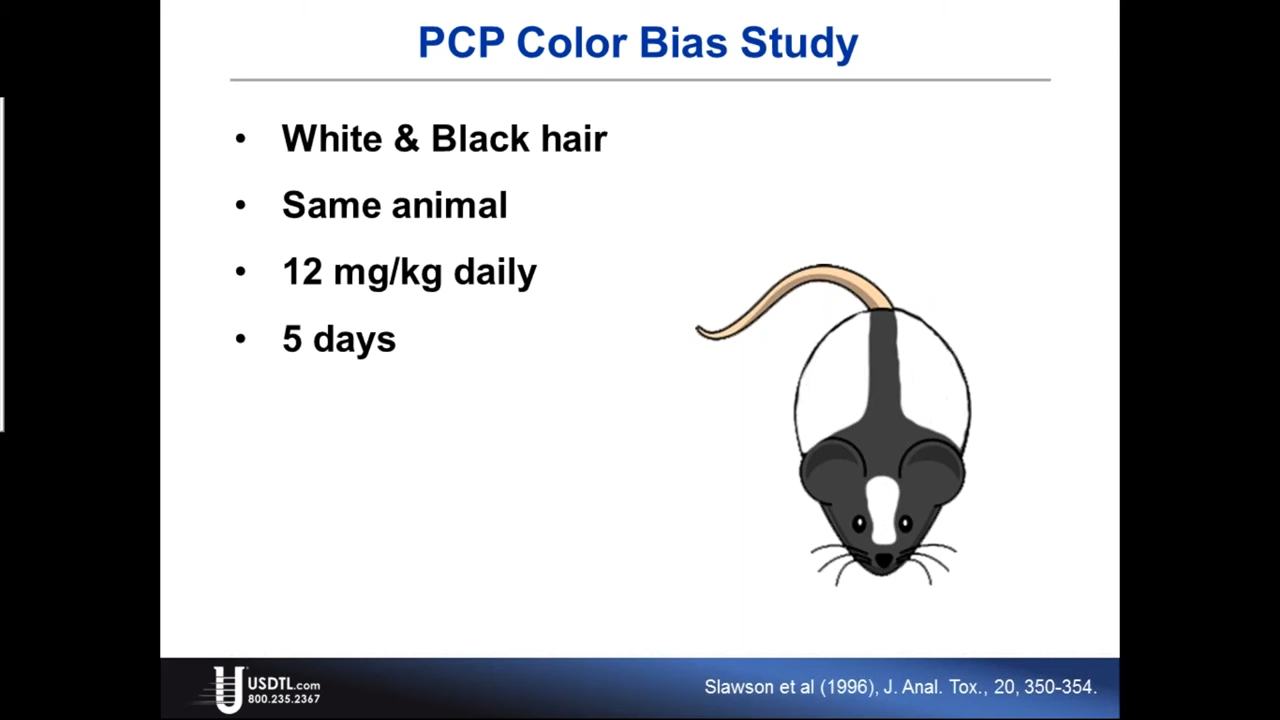 PCP Color Bias Study
• White & Black hair
• Same animal
• 12 mg/kg daily
• 5 days
USDTL.com
800.235.2367
Slawson et al (1996), J. Anal. Tox., 20, 350-354.